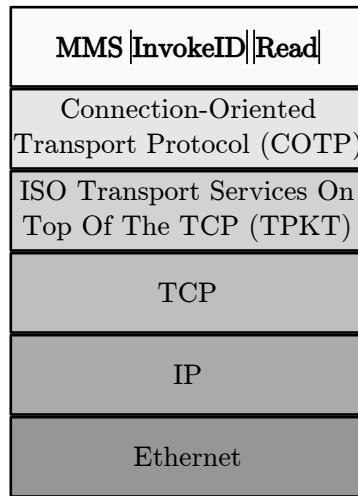 MMS |InvokeID| |Read|
Connection-Oriented
Transport Protocol (COTP)
ISO Transport Services On
Top Of The TCP (TPKT)
TCP
IP
Ethernet